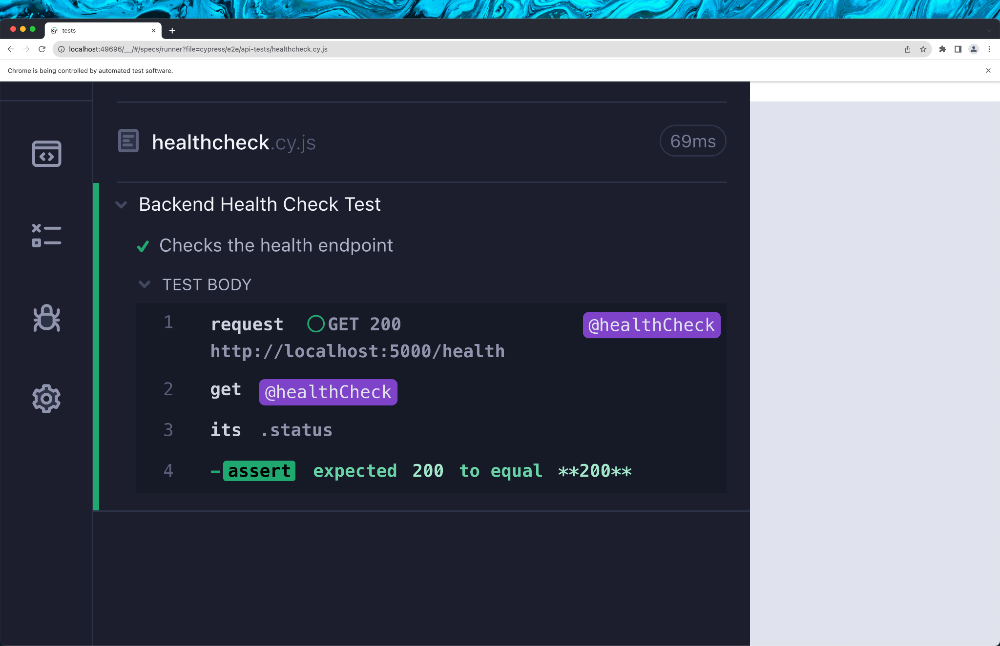 cy tests
localhost:49696/__/#/specs/runner?file=cypress/e2e/api-tests/healthcheck.cy.js
Chrome is being controlled by automated test software.
healthcheck.cy.js 69ms
Backend Health Check Test
Checks the health endpoint
TEST BODY
1 request GET 200 @healthCheck
http://localhost:5000/health
2 get @healthCheck
3 its .status
4 -assert expected 200 to equal **200**